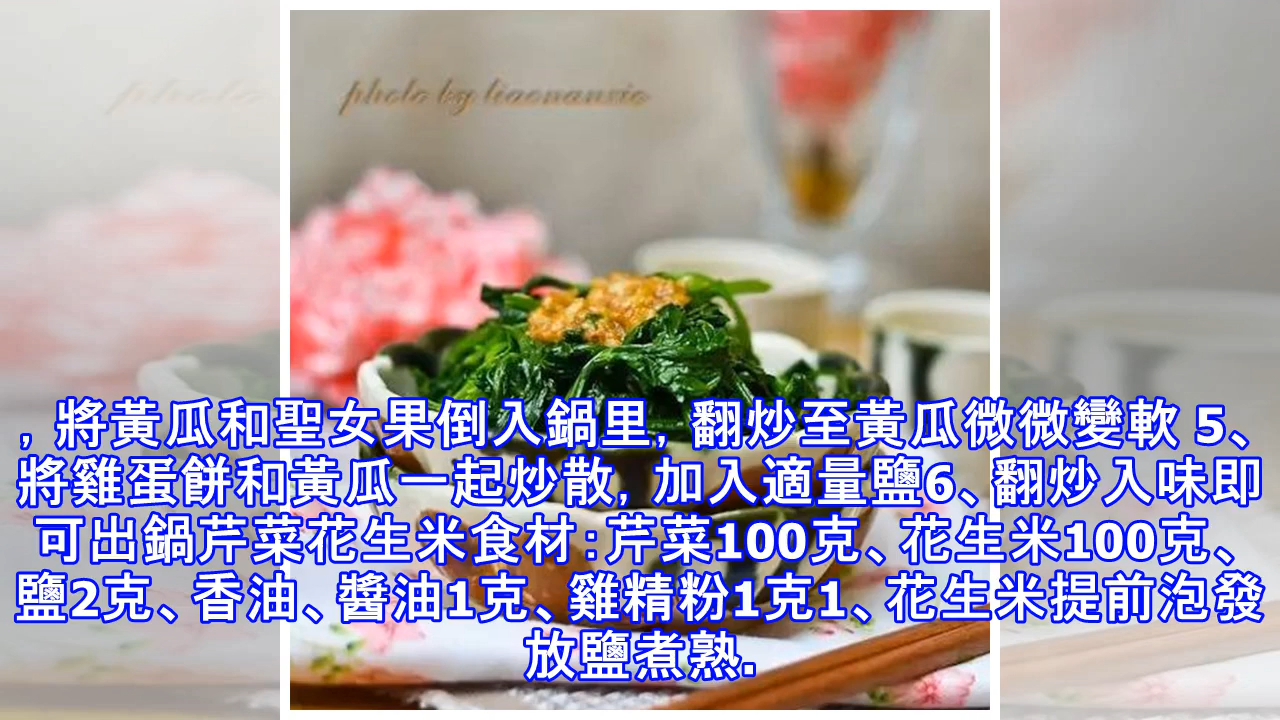 photo by liaonanxio
, 將黃瓜和聖女果倒入鍋里, 翻炒至黃瓜微微變軟 5、
將雞蛋餅和黃瓜一起炒散, 加入適量鹽6、翻炒入味即
可出鍋芹菜花生米食材：芹菜100克、花生米100克、
鹽2克、香油、醬油1克、雞精粉1克1、花生米提前泡發
放鹽煮熟.